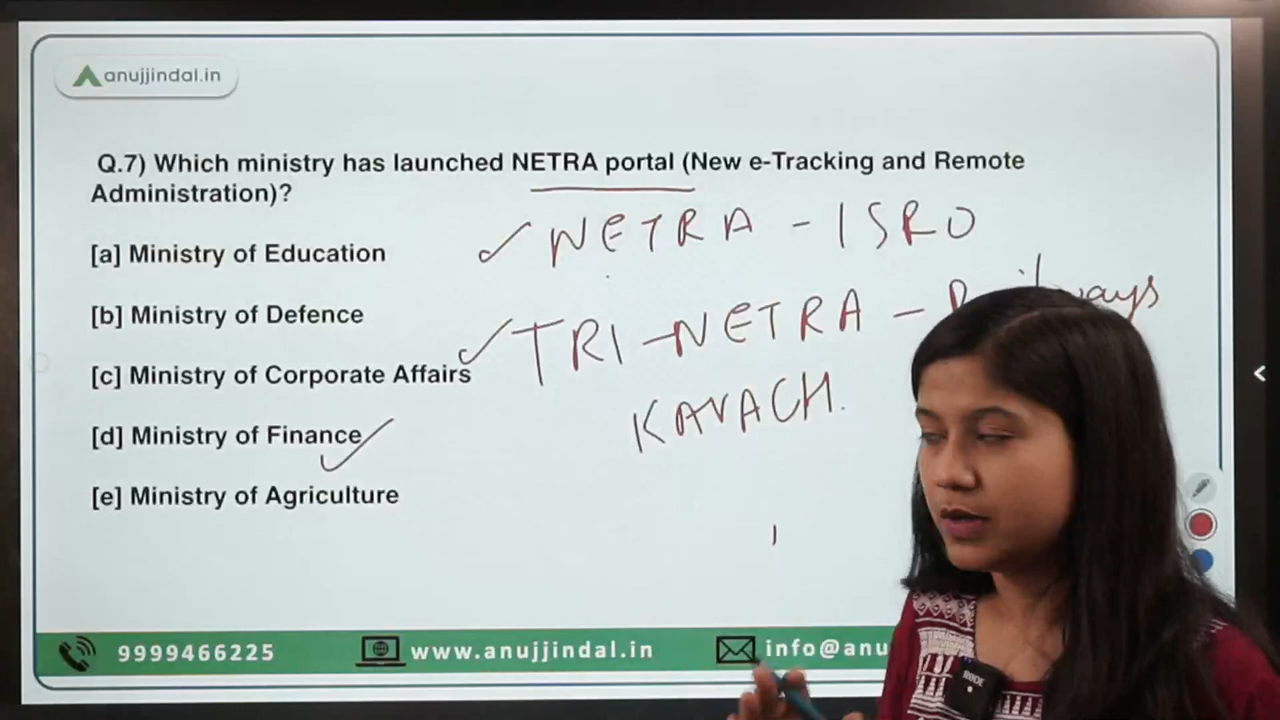 anujjindal.in
Q.7) Which ministry has launched NETRA portal (New e-Tracking and Remote
Administration)?
[a] Ministry of Education
NETRA - ISRO
[b] Ministry of Defence
TRI-NETRA - Railways
[c] Ministry of Corporate Affairs
KAVACH.
[d] Ministry of Finance
[e] Ministry of Agriculture
9999466225
www.anujjindal.in
info@anu
RODE